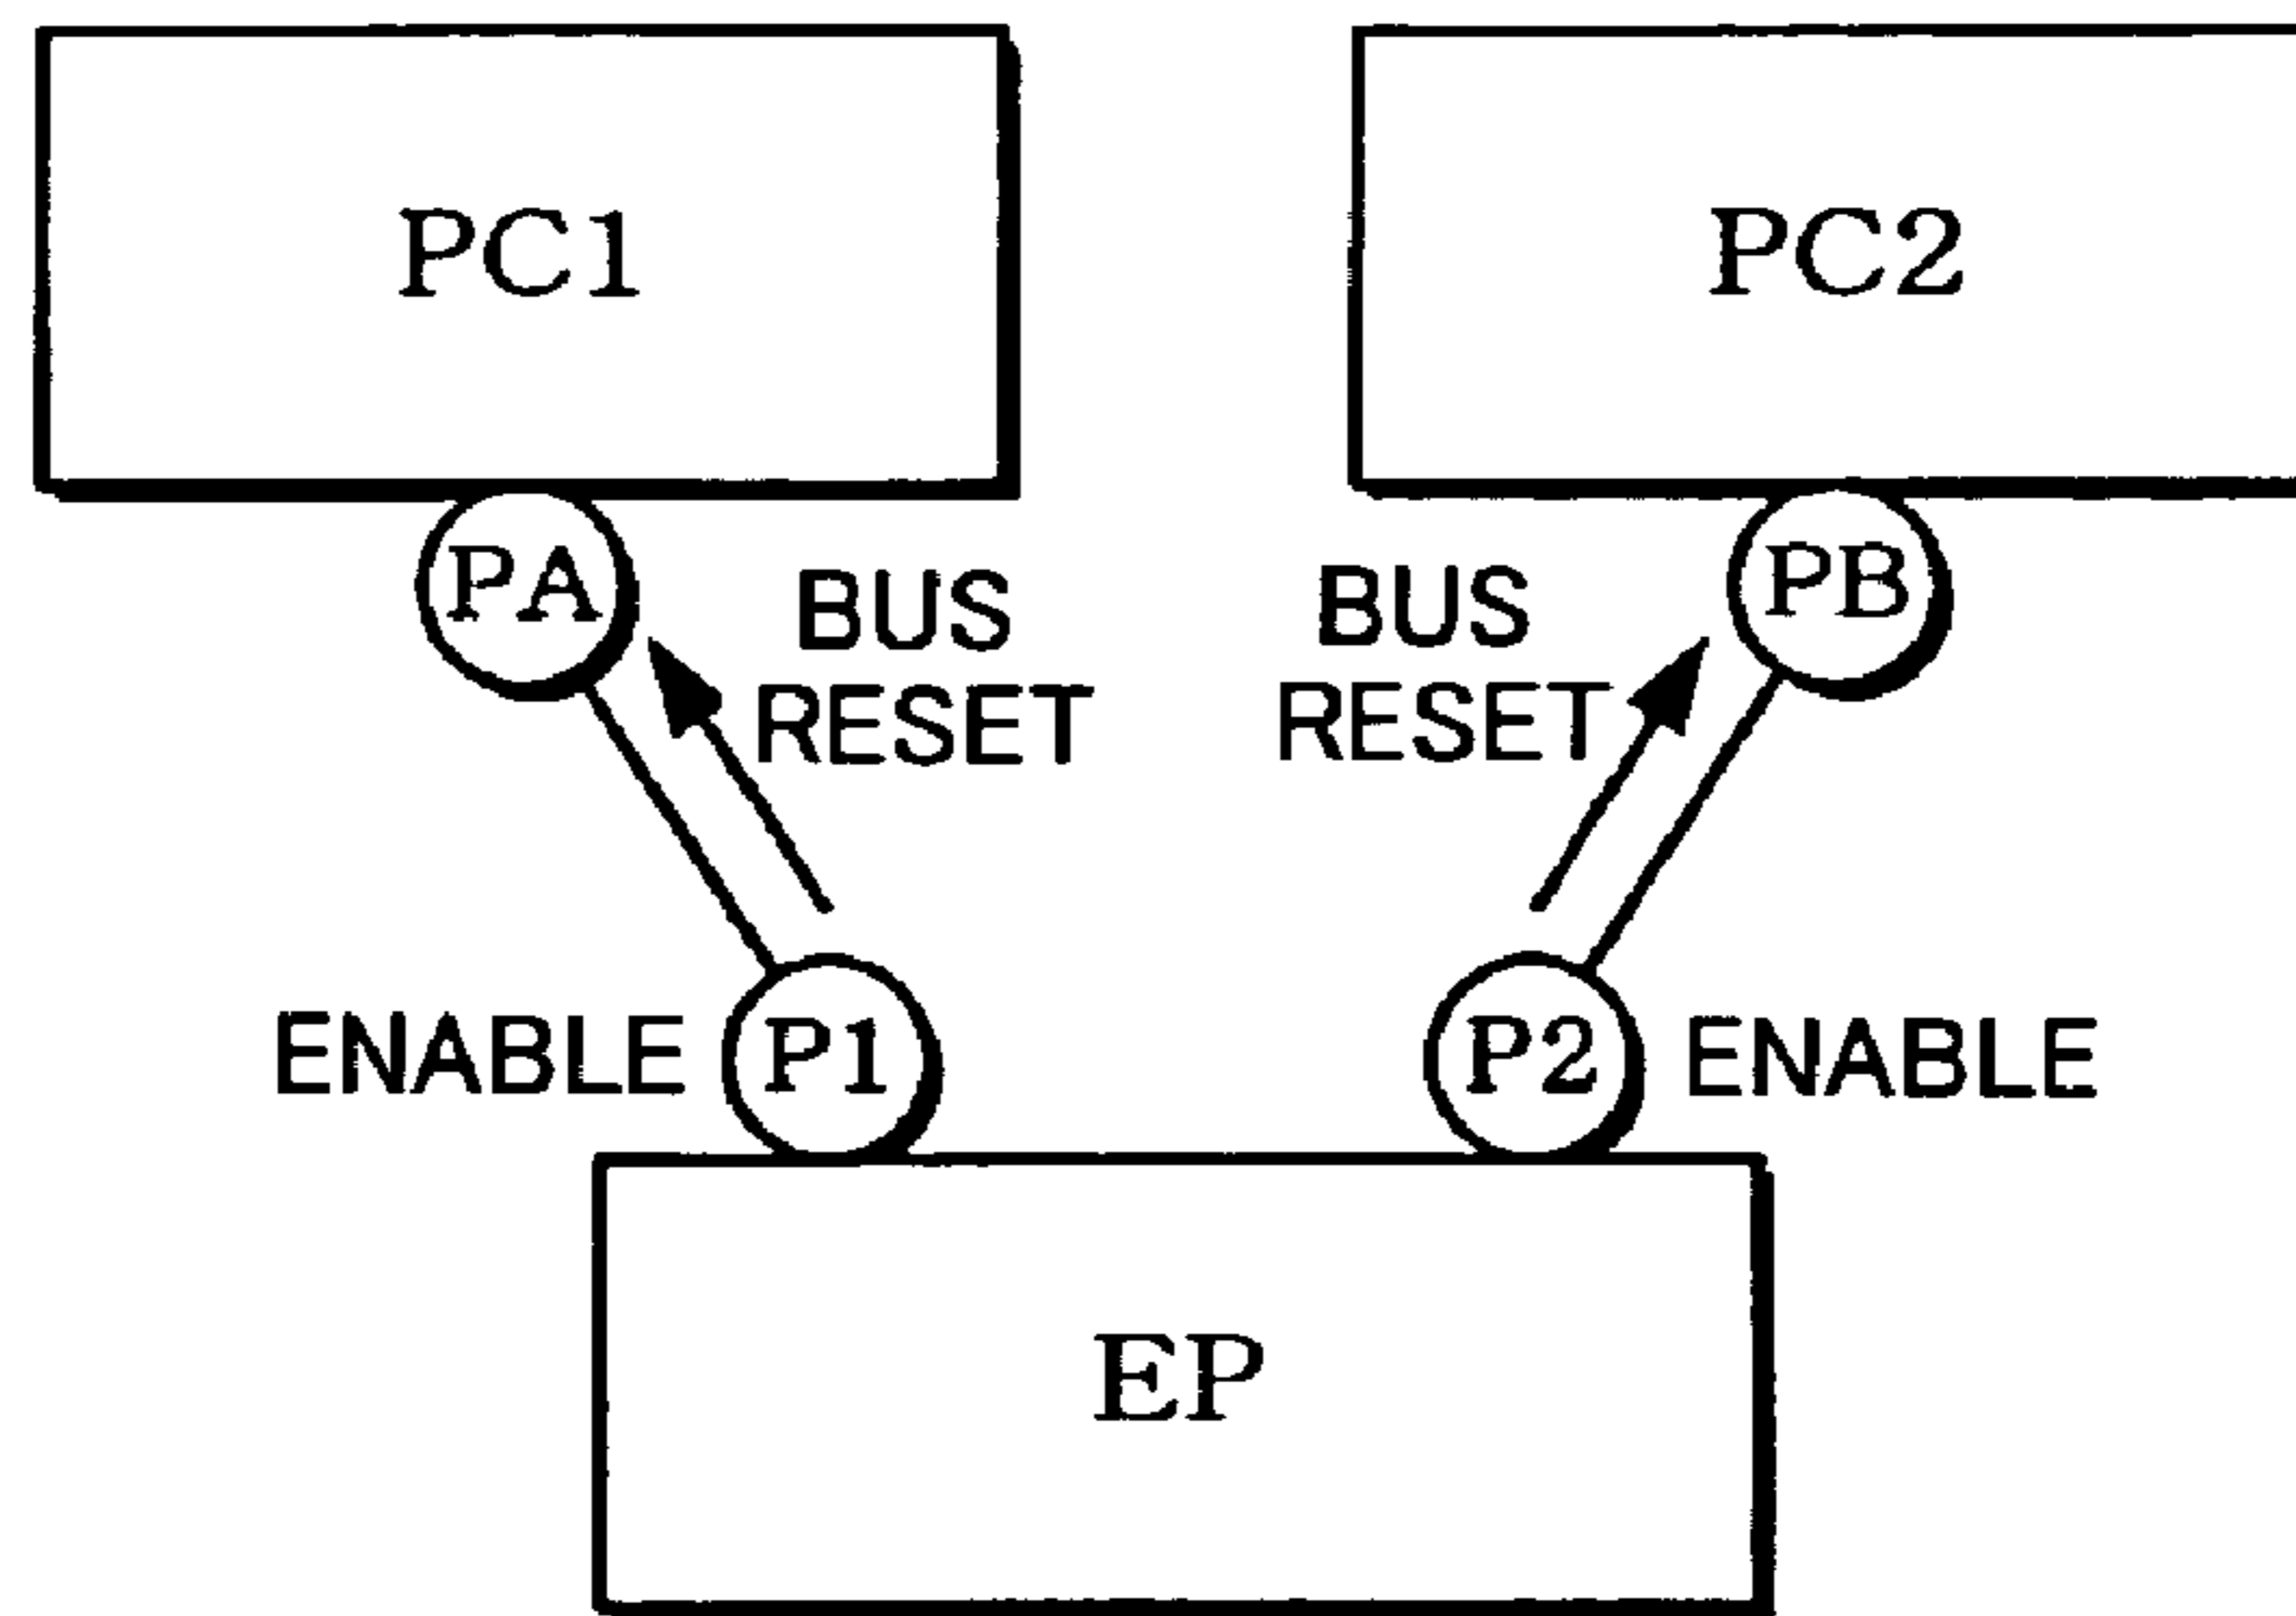 PC1
PC2
PA
PB
BUS
RESET
BUS
RESET
ENABLE
P1
P2
ENABLE
EP